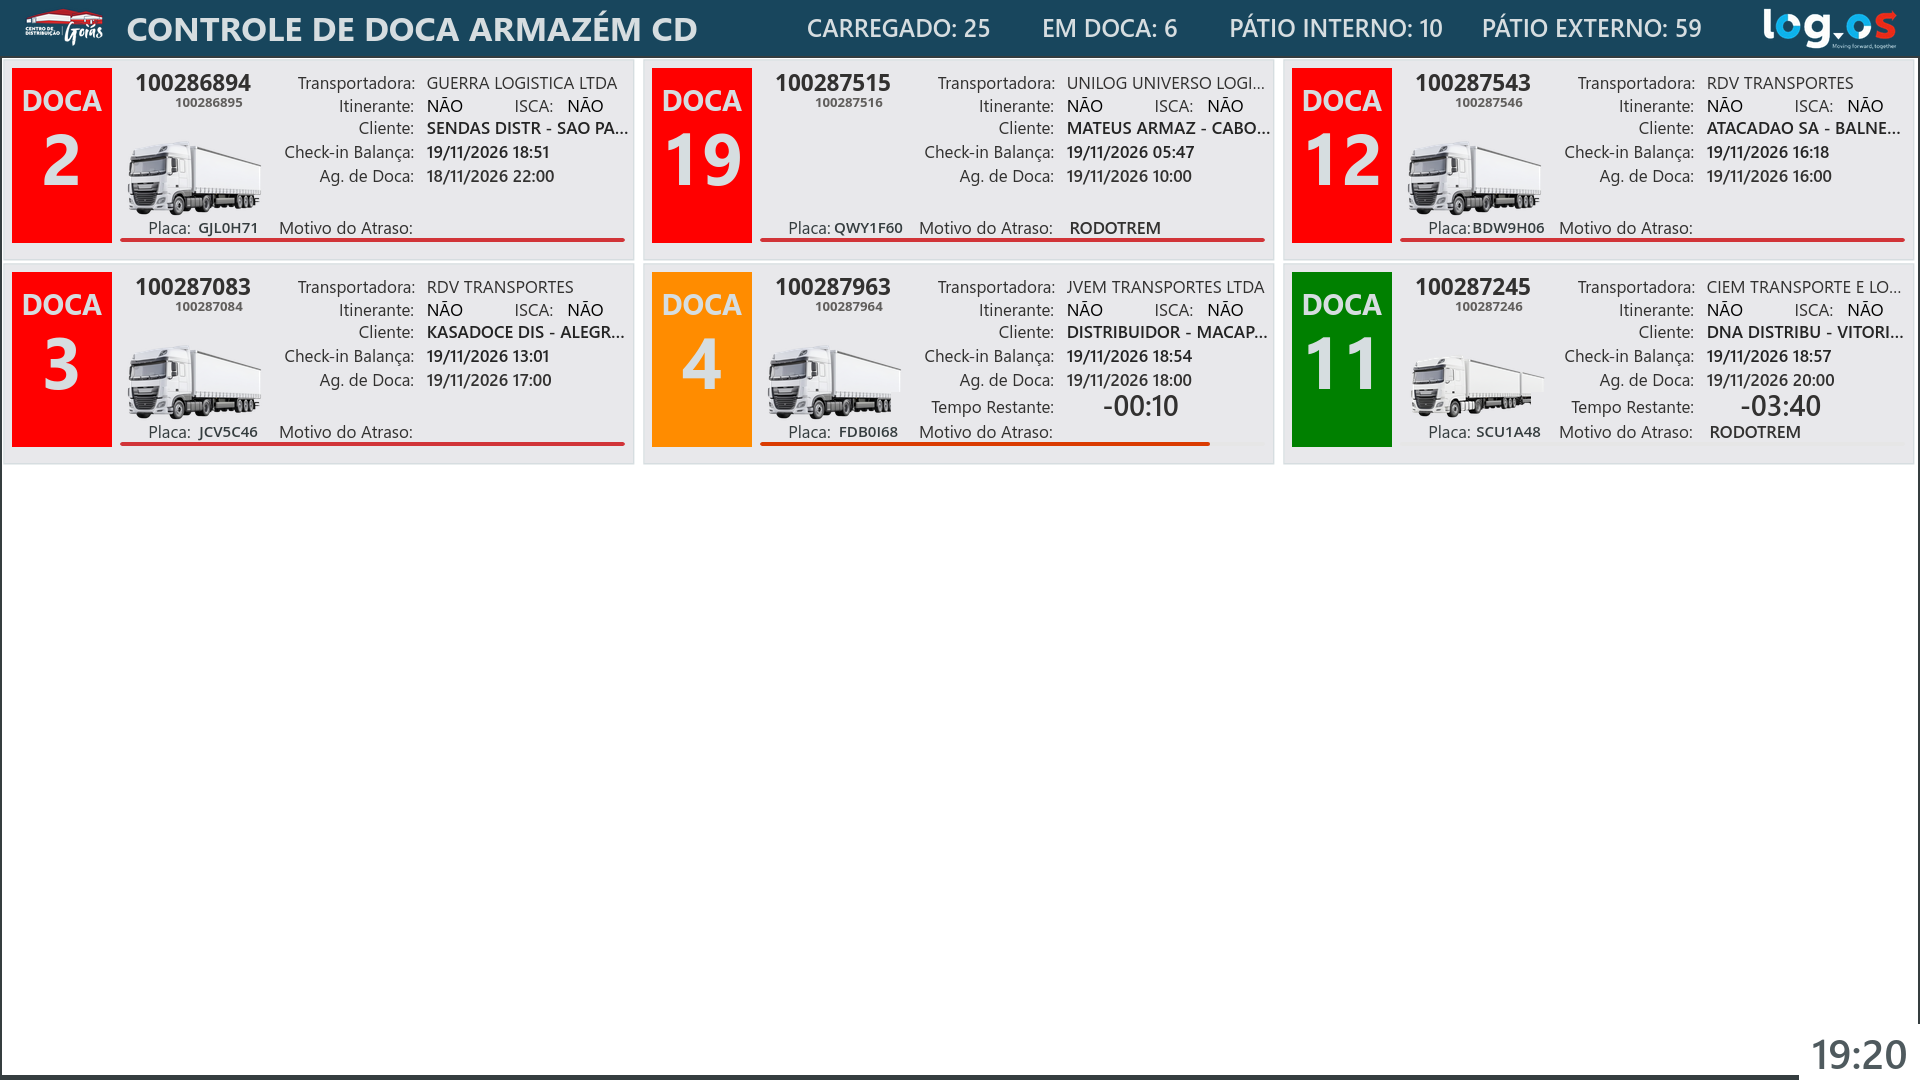 CENTRO DE DISTRIBUIÇÃO Goiás
CONTROLE DE DOCA ARMAZÉM CD
CARREGADO: 25
EM DOCA: 6
PÁTIO INTERNO: 10
PÁTIO EXTERNO: 59
log.os
Moving forward, together
DOCA
2
100286894
100286895
Transportadora: GUERRA LOGISTICA LTDA
Itinerante: NÃO ISCA: NÃO
Cliente: SENDAS DISTR - SAO PA...
Check-in Balança: 19/11/2026 18:51
Ag. de Doca: 18/11/2026 22:00
Placa: GJL0H71 Motivo do Atraso:
DOCA
19
100287515
100287516
Transportadora: UNILOG UNIVERSO LOGI...
Itinerante: NÃO ISCA: NÃO
Cliente: MATEUS ARMAZ - CABO...
Check-in Balança: 19/11/2026 05:47
Ag. de Doca: 19/11/2026 10:00
Placa: QWY1F60 Motivo do Atraso: RODOTREM
DOCA
12
100287543
100287546
Transportadora: RDV TRANSPORTES
Itinerante: NÃO ISCA: NÃO
Cliente: ATACADAO SA - BALNE...
Check-in Balança: 19/11/2026 16:18
Ag. de Doca: 19/11/2026 16:00
Placa: BDW9H06 Motivo do Atraso:
DOCA
3
100287083
100287084
Transportadora: RDV TRANSPORTES
Itinerante: NÃO ISCA: NÃO
Cliente: KASADOCE DIS - ALEGR...
Check-in Balança: 19/11/2026 13:01
Ag. de Doca: 19/11/2026 17:00
Placa: JCV5C46 Motivo do Atraso:
DOCA
4
100287963
100287964
Transportadora: JVEM TRANSPORTES LTDA
Itinerante: NÃO ISCA: NÃO
Cliente: DISTRIBUIDOR - MACAP...
Check-in Balança: 19/11/2026 18:54
Ag. de Doca: 19/11/2026 18:00
Tempo Restante: -00:10
Placa: FDB0I68 Motivo do Atraso:
DOCA
11
100287245
100287246
Transportadora: CIEM TRANSPORTE E LO...
Itinerante: NÃO ISCA: NÃO
Cliente: DNA DISTRIBU - VITORI...
Check-in Balança: 19/11/2026 18:57
Ag. de Doca: 19/11/2026 20:00
Tempo Restante: -03:40
Placa: SCU1A48 Motivo do Atraso: RODOTREM
19:20